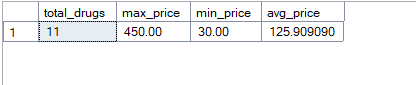 total_drugs max_price min_price avg_price
1 11 450.00 30.00 125.909090